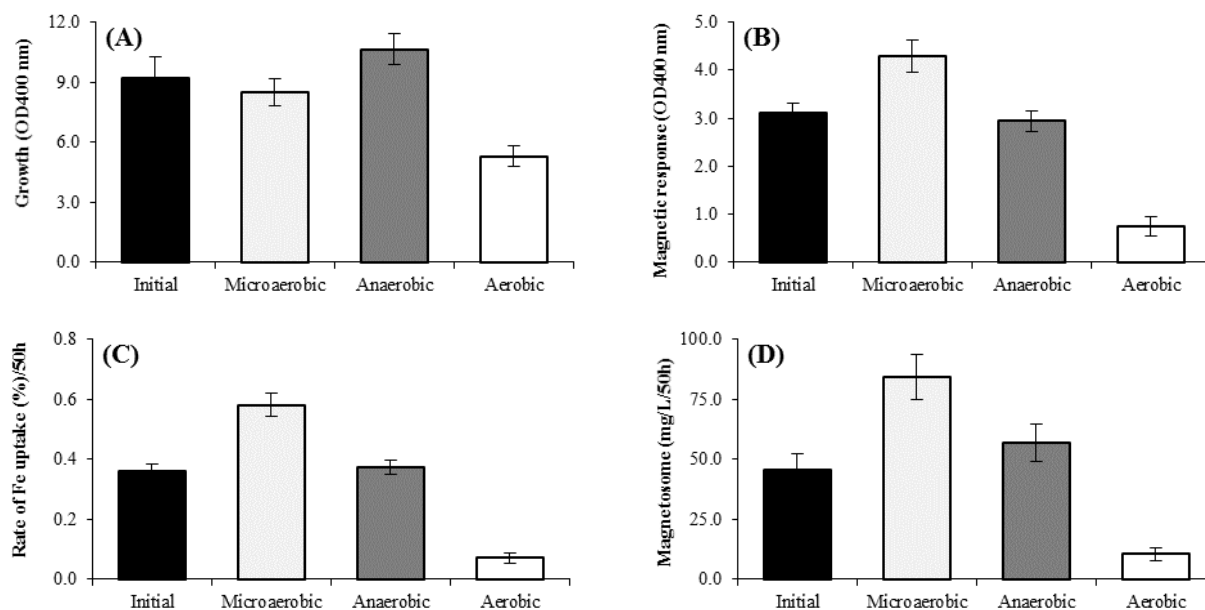 (A)
Growth (OD400 nm)
12.0
9.0
6.0
3.0
0.0
Initial Microaerobic Anaerobic Aerobic
(B)
Magnetic response (OD400 nm)
5.0
4.0
3.0
2.0
1.0
0.0
Initial Microaerobic Anaerobic Aerobic
(C)
Rate of Fe uptake (%)/50h
0.8
0.6
0.4
0.2
0.0
Initial Microaerobic Anaerobic Aerobic
(D)
Magnetosome (mg/L/50h)
100.0
75.0
50.0
25.0
0.0
Initial Microaerobic Anaerobic Aerobic